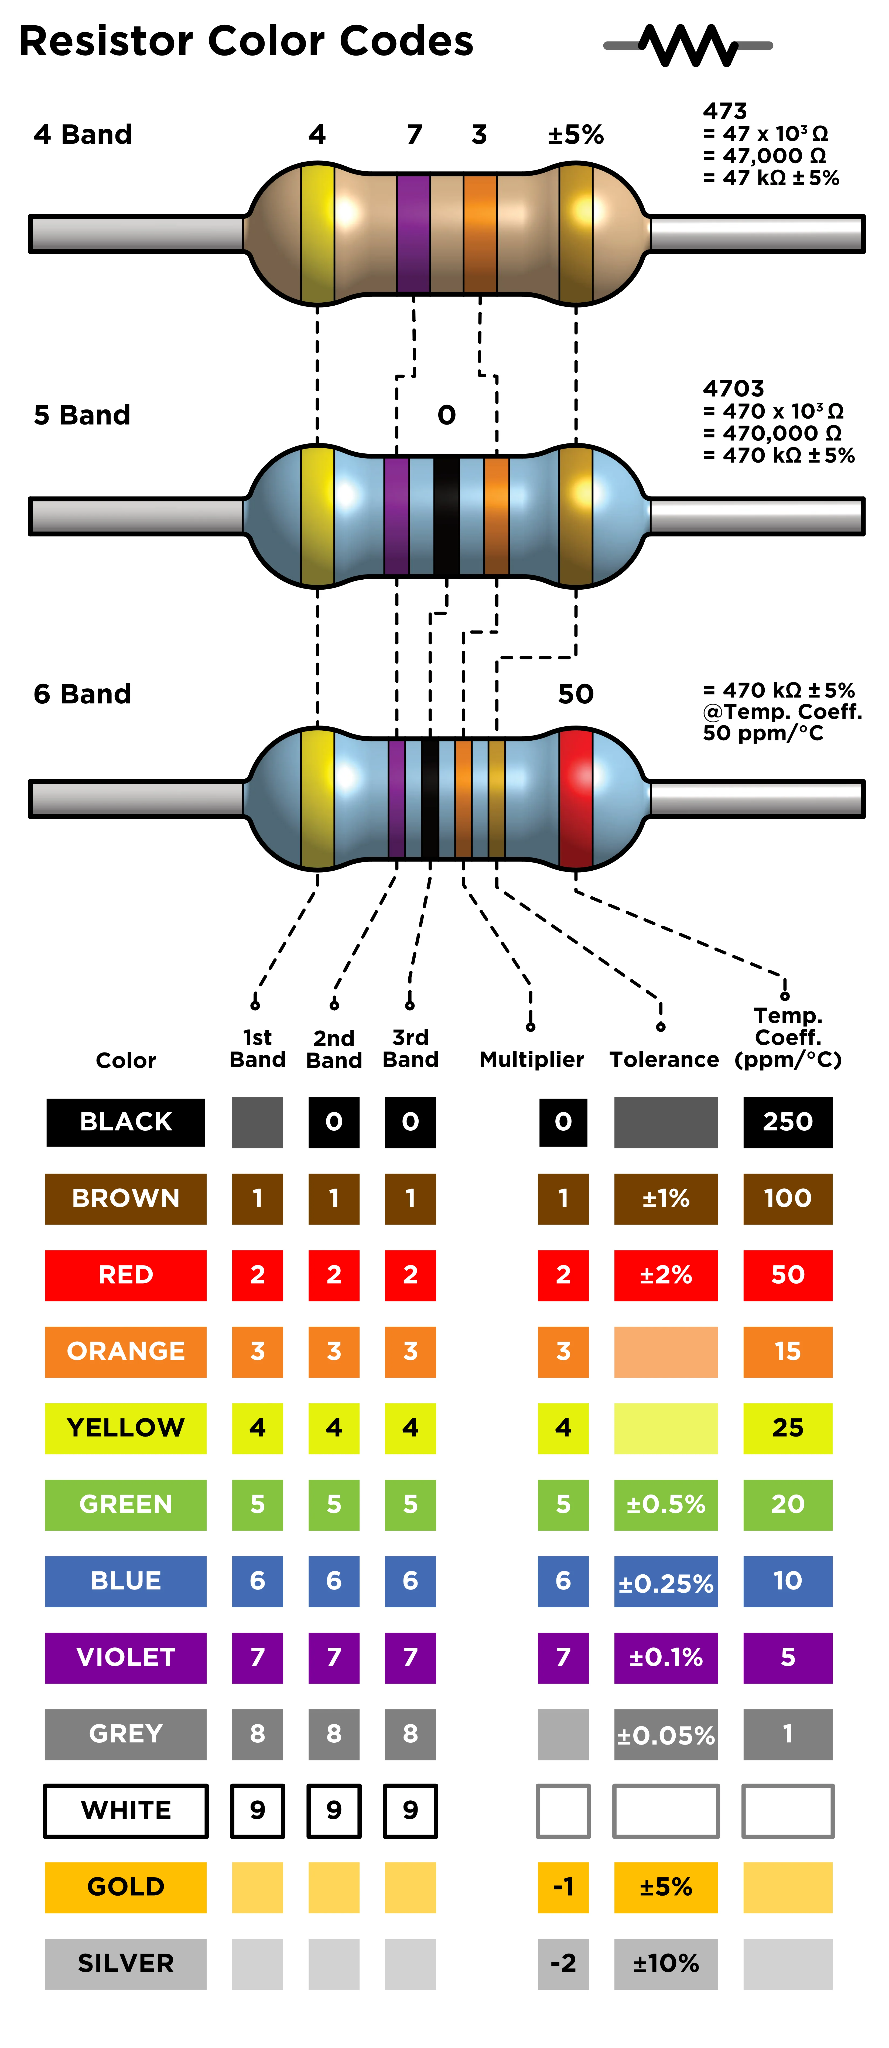 Resistor Color Codes
4 Band
4 7 3 ±5%
473
= 47 x 10³ Ω
= 47,000 Ω
= 47 kΩ ±5%
5 Band
0
4703
= 470 x 10³ Ω
= 470,000 Ω
= 470 kΩ ±5%
6 Band
50
= 470 kΩ ±5%
@Temp. Coeff.
50 ppm/°C
Color
1st
Band
2nd
Band
3rd
Band
Multiplier
Tolerance
Temp.
Coeff.
(ppm/°C)
BLACK 0 0 0 250
BROWN 1 1 1 1 ±1% 100
RED 2 2 2 2 ±2% 50
ORANGE 3 3 3 3 15
YELLOW 4 4 4 4 25
GREEN 5 5 5 5 ±0.5% 20
BLUE 6 6 6 6 ±0.25% 10
VIOLET 7 7 7 7 ±0.1% 5
GREY 8 8 8 ±0.05% 1
WHITE 9 9 9
GOLD -1 ±5%
SILVER -2 ±10%